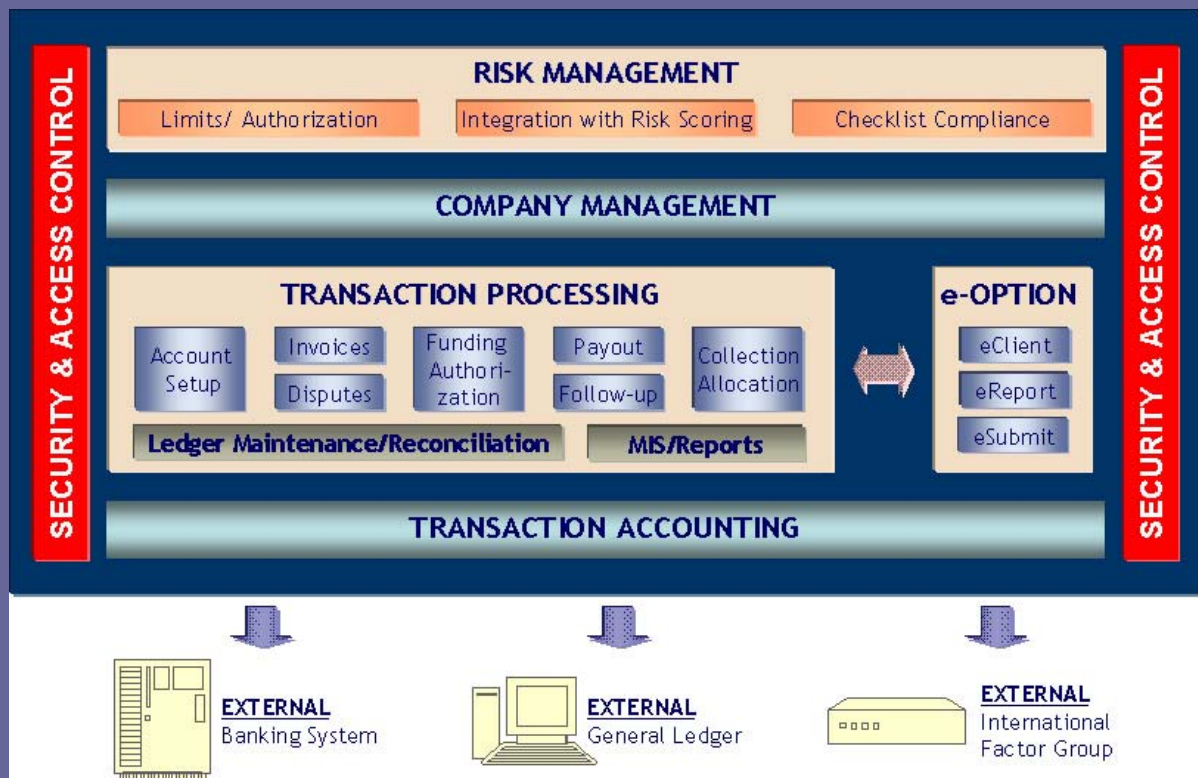 SECURITY & ACCESS CONTROL
RISK MANAGEMENT
Limits/ Authorization
Integration with Risk Scoring
Checklist Compliance
COMPANY MANAGEMENT
TRANSACTION PROCESSING
Account
Setup
Invoices
Disputes
Funding
Authori-
zation
Payout
Follow-up
Collection
Allocation
Ledger Maintenance/Reconciliation
MIS/Reports
e-OPTION
eClient
eReport
eSubmit
TRANSACTION ACCOUNTING
SECURITY & ACCESS CONTROL
EXTERNAL
Banking System
EXTERNAL
General Ledger
EXTERNAL
International
Factor Group